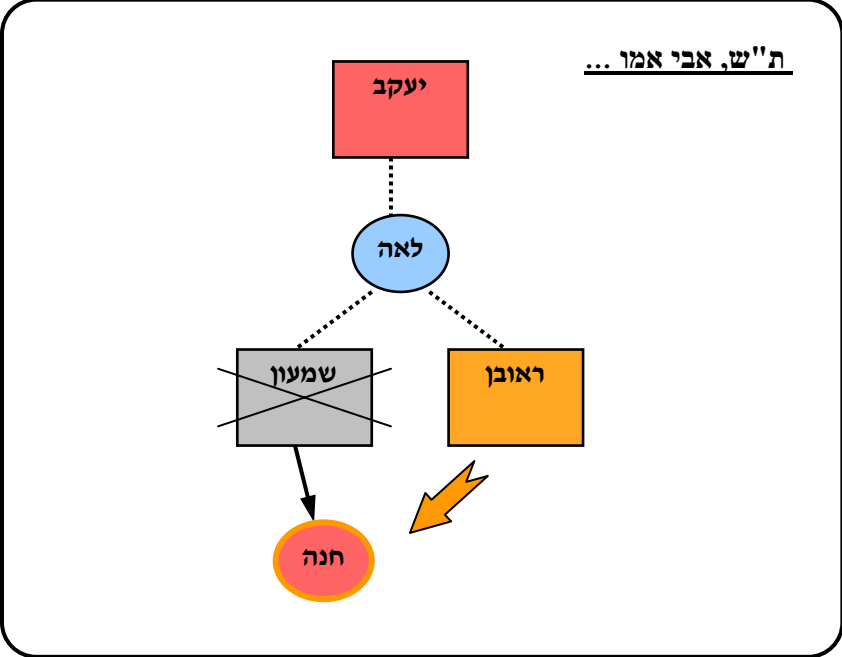 ת"ש, אבי אמו ...
יעקב
לאה
שמעון
ראובן
חנה